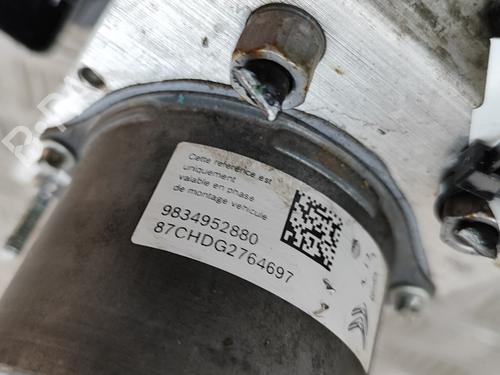 Cette référence est
uniquement
valable en phase
de montage véhicule
9834952880
87CHDG2764697